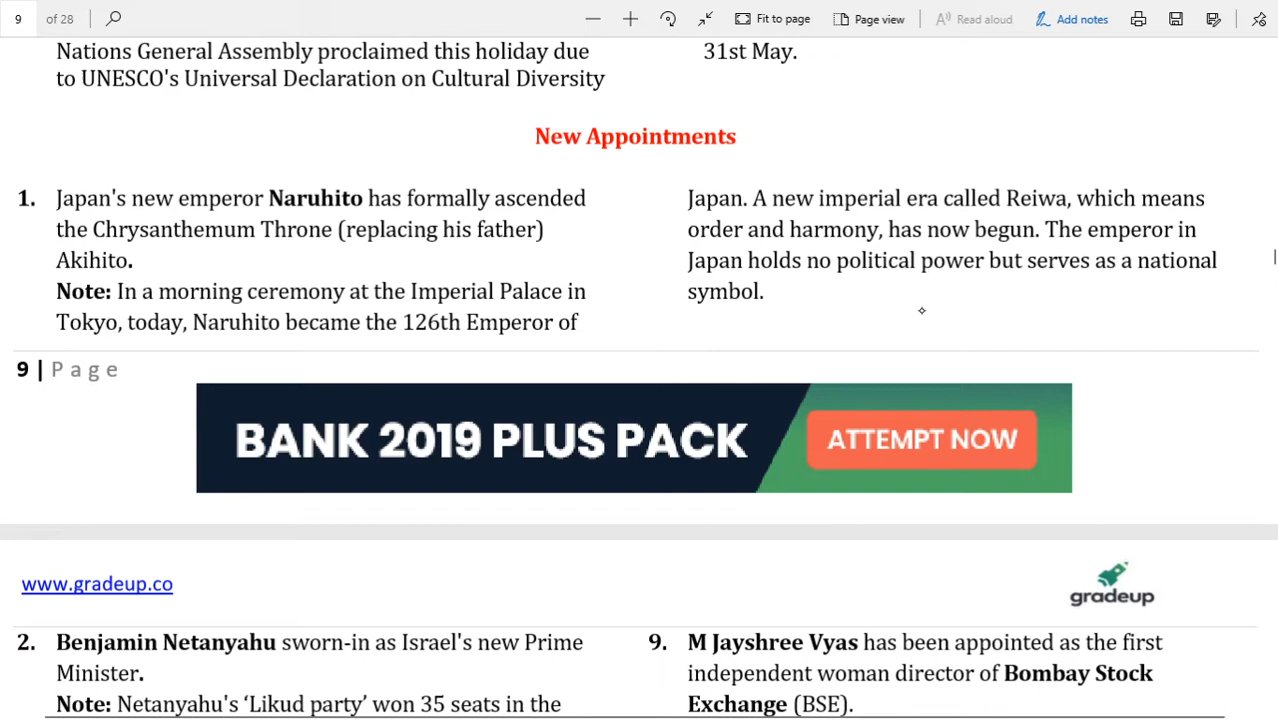 9 of 28 Fit to page Page view Read aloud Add notes
Nations General Assembly proclaimed this holiday due
to UNESCO's Universal Declaration on Cultural Diversity
31st May.
New Appointments
1. Japan's new emperor Naruhito has formally ascended
the Chrysanthemum Throne (replacing his father)
Akihito.
Note: In a morning ceremony at the Imperial Palace in
Tokyo, today, Naruhito became the 126th Emperor of
Japan. A new imperial era called Reiwa, which means
order and harmony, has now begun. The emperor in
Japan holds no political power but serves as a national
symbol.
9 | Page
BANK 2019 PLUS PACK
ATTEMPT NOW
www.gradeup.co
gradeup
2. Benjamin Netanyahu sworn-in as Israel's new Prime
Minister.
Note: Netanyahu's ‘Likud party’ won 35 seats in the
9. M Jayshree Vyas has been appointed as the first
independent woman director of Bombay Stock
Exchange (BSE).